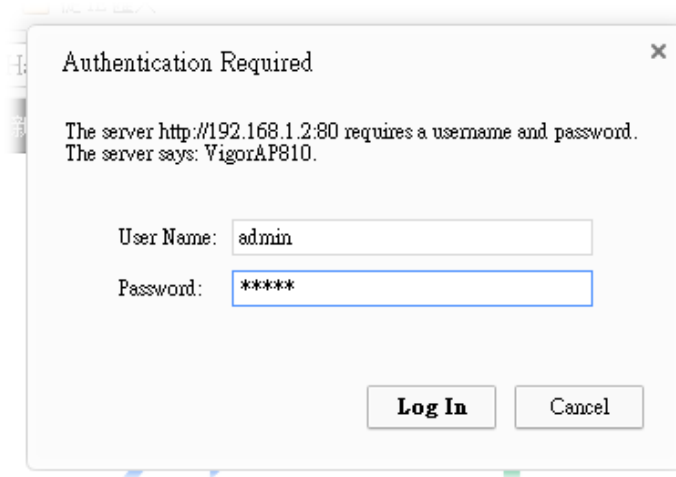 Authentication Required
The server http://192.168.1.2:80 requires a username and password.
The server says: VigorAP810.
User Name: admin
Password: *****
Log In Cancel